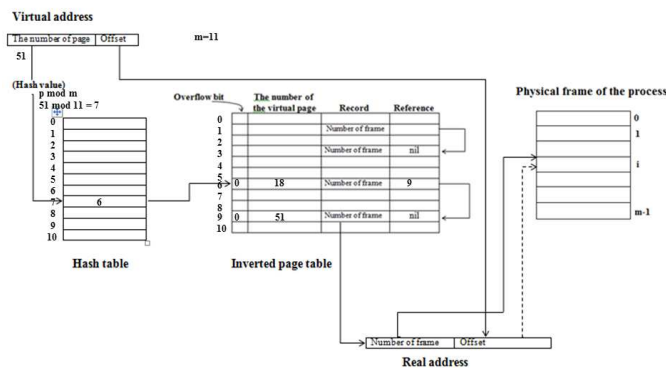 Virtual address
The number of page Offset
m=11
51
(Hash value)
p mod m
51 mod 11 = 7
0
1
2
3
4
5
6
7 6
8
9
10
Hash table
Overflow bit
The number of
the virtual page
Record
Reference
0
1 Number of frame
2
3 Number of frame nil
4
5
6 0 18 Number of frame 9
7
8
9 0 51 Number of frame nil
10
Inverted page table
Physical frame of the process
0
1
i
m-1
Number of frame Offset
Real address